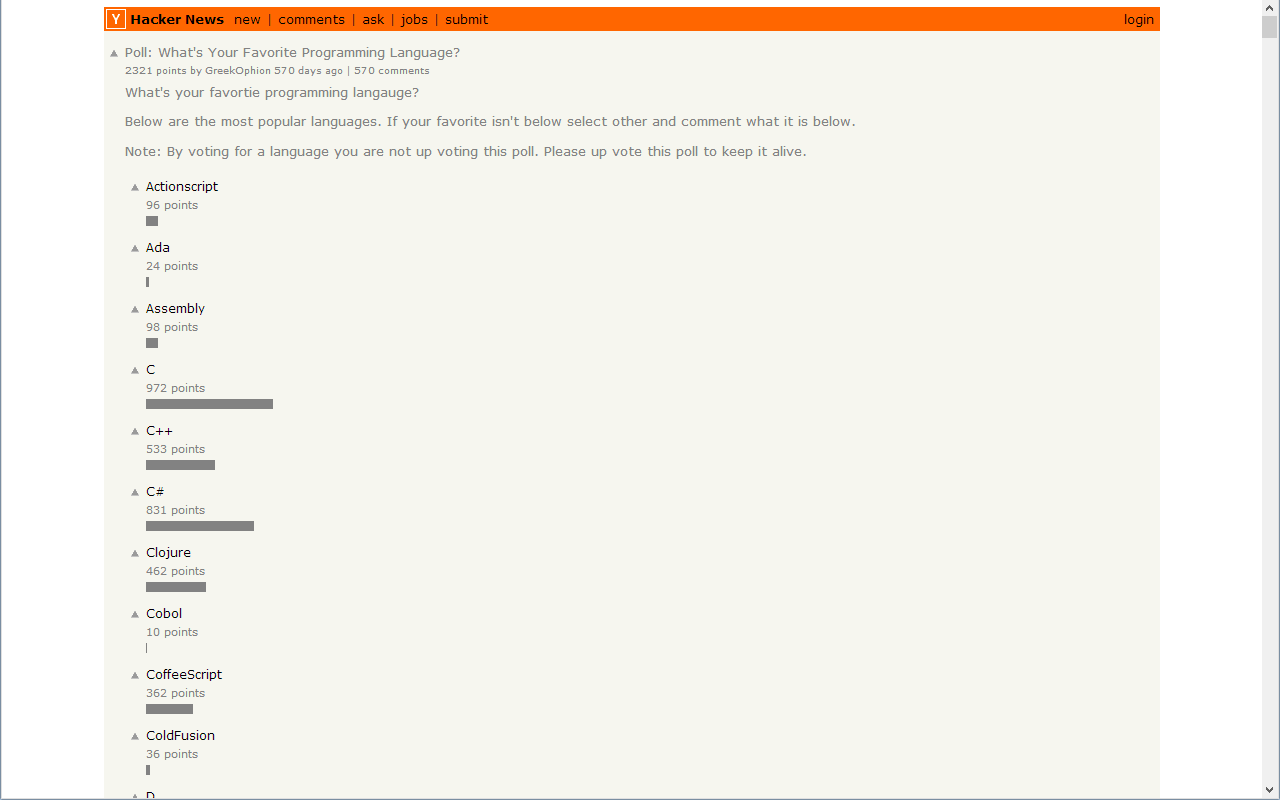 Y Hacker News new | comments | ask | jobs | submit login
Poll: What's Your Favorite Programming Language?
2321 points by GreekOphion 570 days ago | 570 comments
What's your favortie programming langauge?
Below are the most popular languages. If your favorite isn't below select other and comment what it is below.
Note: By voting for a language you are not up voting this poll. Please up vote this poll to keep it alive.
Actionscript
96 points
Ada
24 points
Assembly
98 points
C
972 points
C++
533 points
C#
831 points
Clojure
462 points
Cobol
10 points
CoffeeScript
362 points
ColdFusion
36 points
D